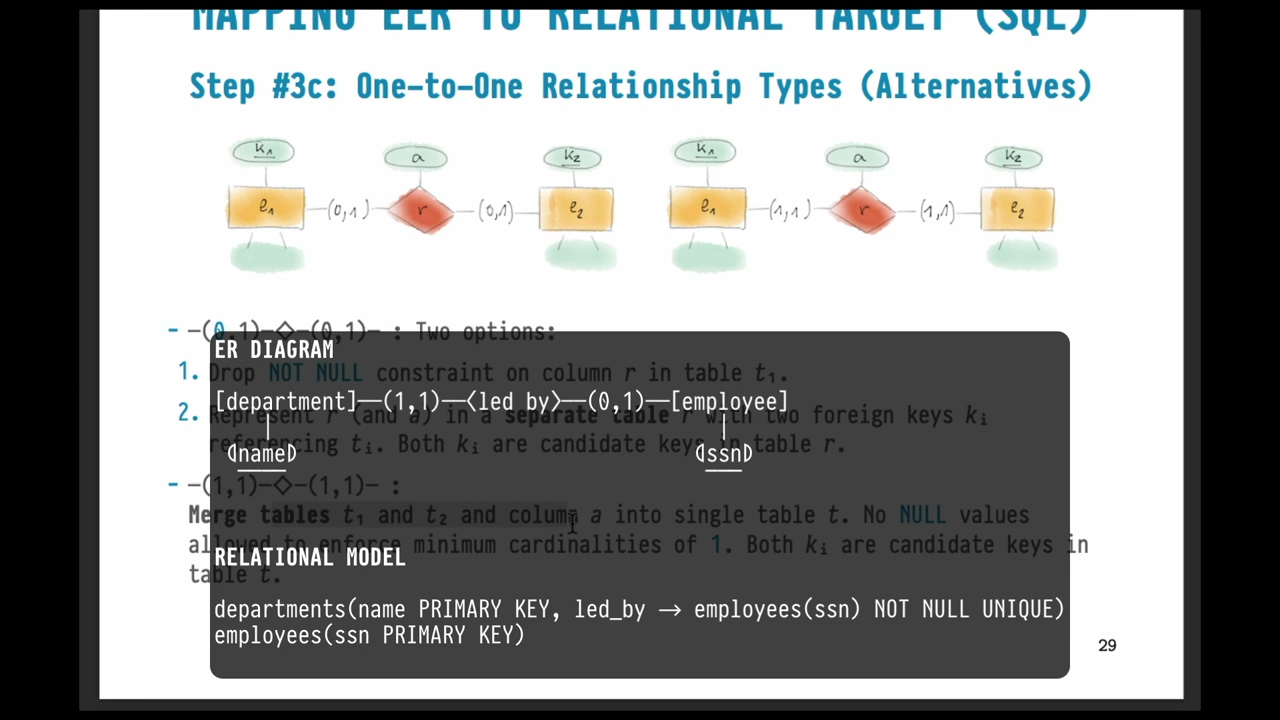 MAPPING EER TO RELATIONAL TARGET (SQL)
Step #3c: One-to-One Relationship Types (Alternatives)
k₁ a k₂ k₁ a k₂
e₁ (0,1) r (0,1) e₂ e₁ (1,1) r (1,1) e₂
– —(0,1)—◇—(0,1)— : Two options:
1. Drop NOT NULL constraint on column r in table t₁.
2. Represent r (and a) in a separate table r with two foreign keys kᵢ
referencing tᵢ. Both kᵢ are candidate keys in table r.
– —(1,1)—◇—(1,1)— :
Merge tables t₁ and t₂ and column a into single table t. No NULL values
allowed to enforce minimum cardinalities of 1. Both kᵢ are candidate keys in
table t.
ER DIAGRAM
[department]——(1,1)——<led by>——(0,1)——[employee]
name ssn
RELATIONAL MODEL
departments(name PRIMARY KEY, led_by → employees(ssn) NOT NULL UNIQUE)
employees(ssn PRIMARY KEY)
29